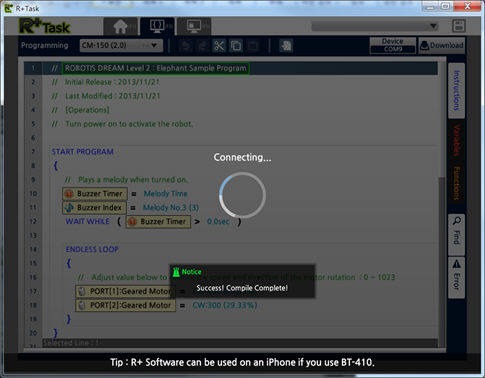 R+Task
R+Task
Programming
CM-150 (2,0)
Device
COM9
Download
1 // ROBOTIS DREAM Level 2 : Elephant Sample Program
2 // Initial Release : 2013/11/21
3 // Last Modified : 2013/11/21
4 // [Operations]
5 // Turn power on to activate the robot.
6
7 START PROGRAM
8 {
9 // Plays a melody when turned on.
10 Buzzer Timer = Melody Time
11 Buzzer Index = Melody No.3 (3)
12 WAIT WHILE ( Buzzer Timer > 0.0sec )
13
14 ENDLESS LOOP
15 {
16 // Adjust value below to
and direction of the motor rotation : 0 ~ 1023
17 PORT[1]:Geared Motor =
18 PORT[2]:Geared Motor = CW:300 (29.33%)
19 }
20 }
21
Selected Line : 1
Instructions
Variables
Functions
Find
Error
Connecting...
Notice
Success! Compile Complete!
Tip : R+ Software can be used on an iPhone if you use BT-410.